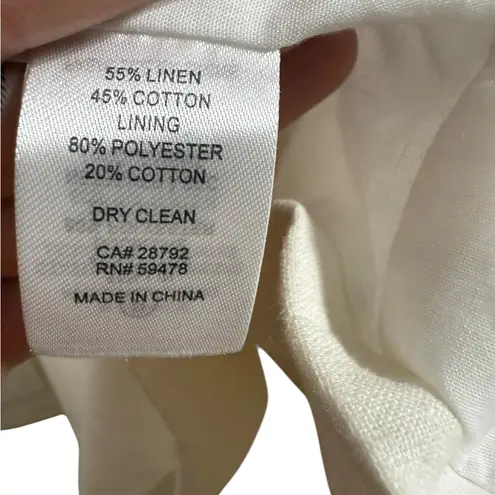 55% LINEN
45% COTTON
LINING
80% POLYESTER
20% COTTON
DRY CLEAN
CA# 28792
RN# 59478
MADE IN CHINA